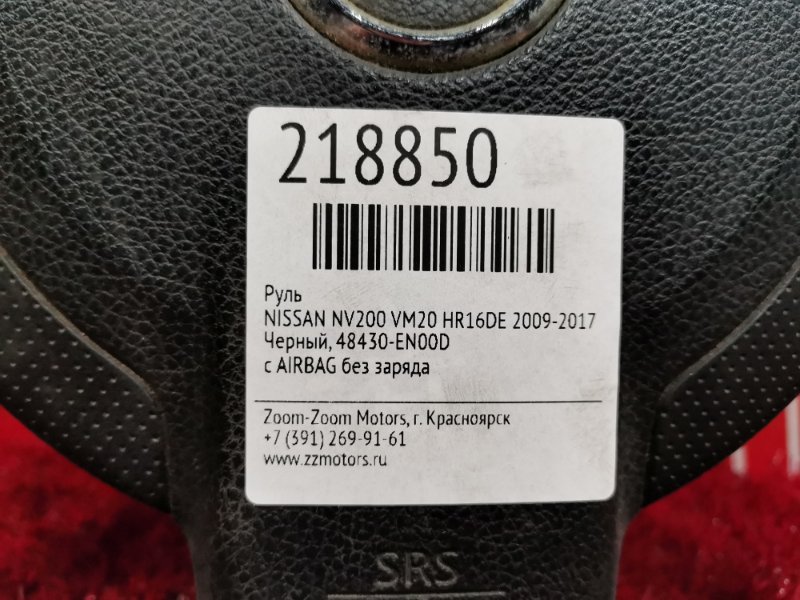 218850
Руль
NISSAN NV200 VM20 HR16DE 2009-2017
Черный, 48430-EN00D
с AIRBAG без заряда
Zoom-Zoom Motors, г. Красноярск
+7 (391) 269-91-61
www.zzmotors.ru
SRS